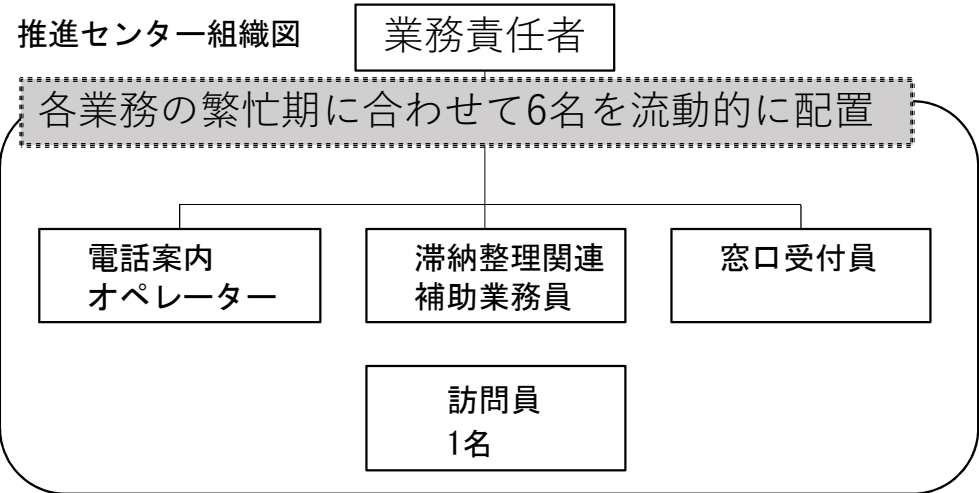 推進センター組織図
業務責任者
各業務の繁忙期に合わせて6名を流動的に配置
電話案内
オペレーター
滞納整理関連
補助業務員
窓口受付員
訪問員
1名